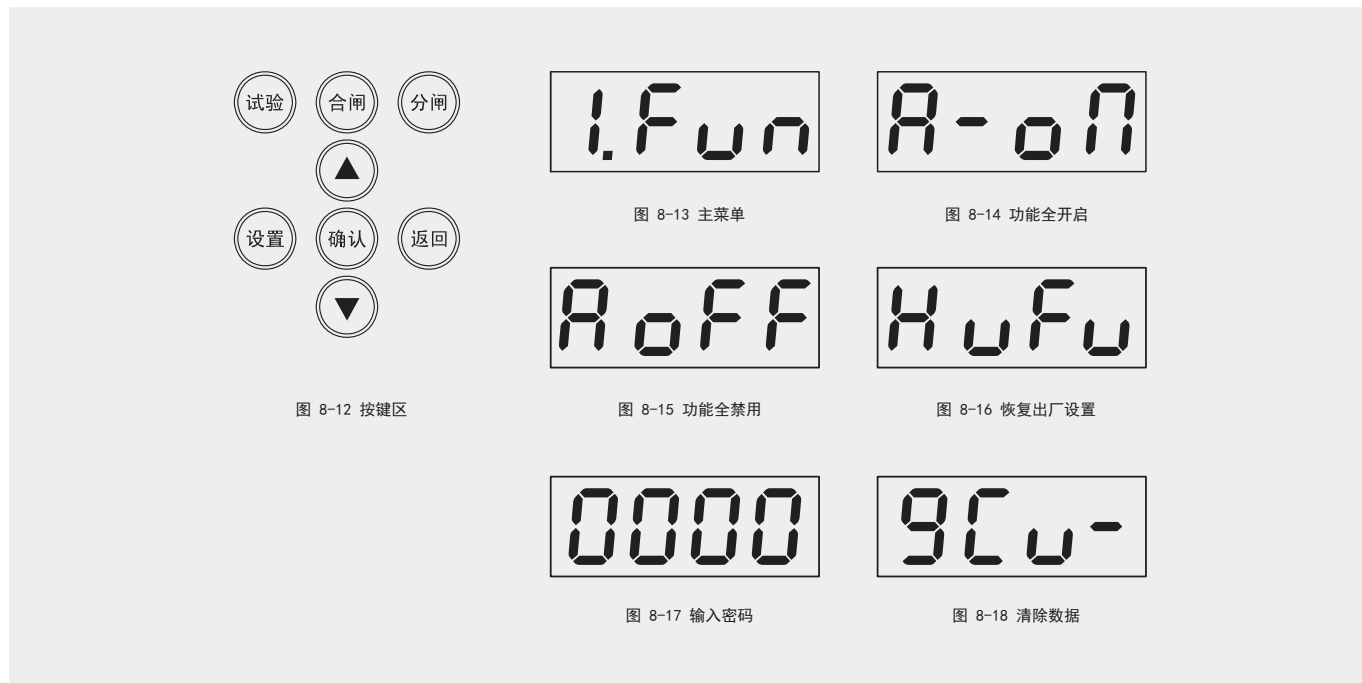 试验 合闸 分闸
▲
设置 确认 返回
▼
图 8-12 按键区
1.Fun
图 8-13 主菜单
A-on
图 8-14 功能全开启
AoFF
图 8-15 功能全禁用
HuFu
图 8-16 恢复出厂设置
0000
图 8-17 输入密码
9Cu-
图 8-18 清除数据